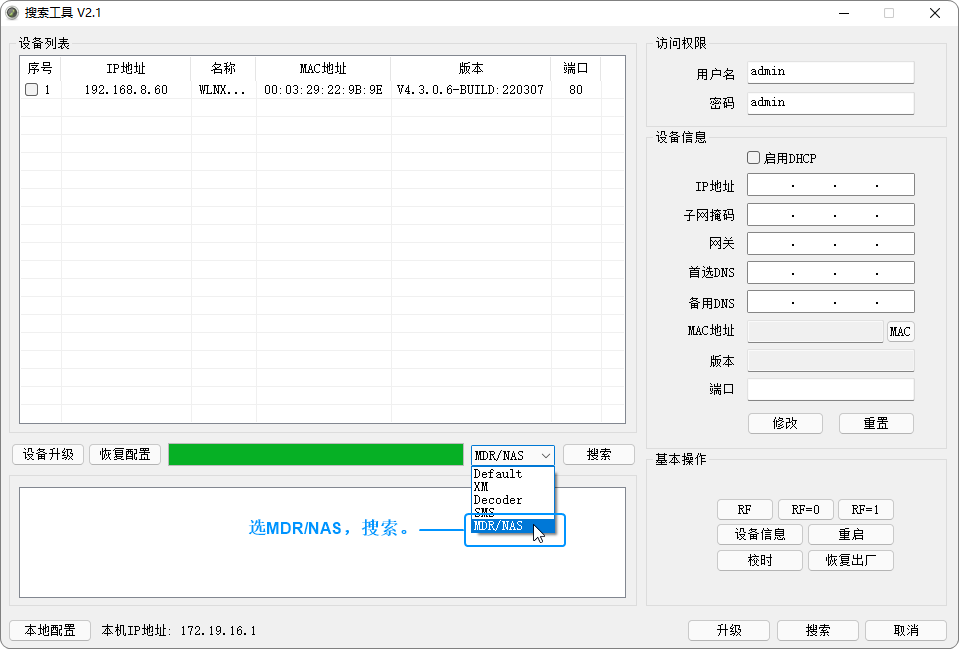 搜索工具 V2.1
设备列表
序号 IP地址 名称 MAC地址 版本 端口
1 192.168.8.60 WLNX... 00:03:29:22:9B:9E V4.3.0.6-BUILD:220307 80
设备升级 恢复配置 MDR/NAS 搜索
Default
XM
Decoder
SMS
MDR/NAS
选MDR/NAS，搜索。
访问权限
用户名 admin
密码 admin
设备信息
启用DHCP
IP地址 . . .
子网掩码 . . .
网关 . . .
首选DNS . . .
备用DNS . . .
MAC地址 MAC
版本
端口
修改 重置
基本操作
RF RF=0 RF=1
设备信息 重启
校时 恢复出厂
本地配置 本机IP地址: 172.19.16.1 升级 搜索 取消